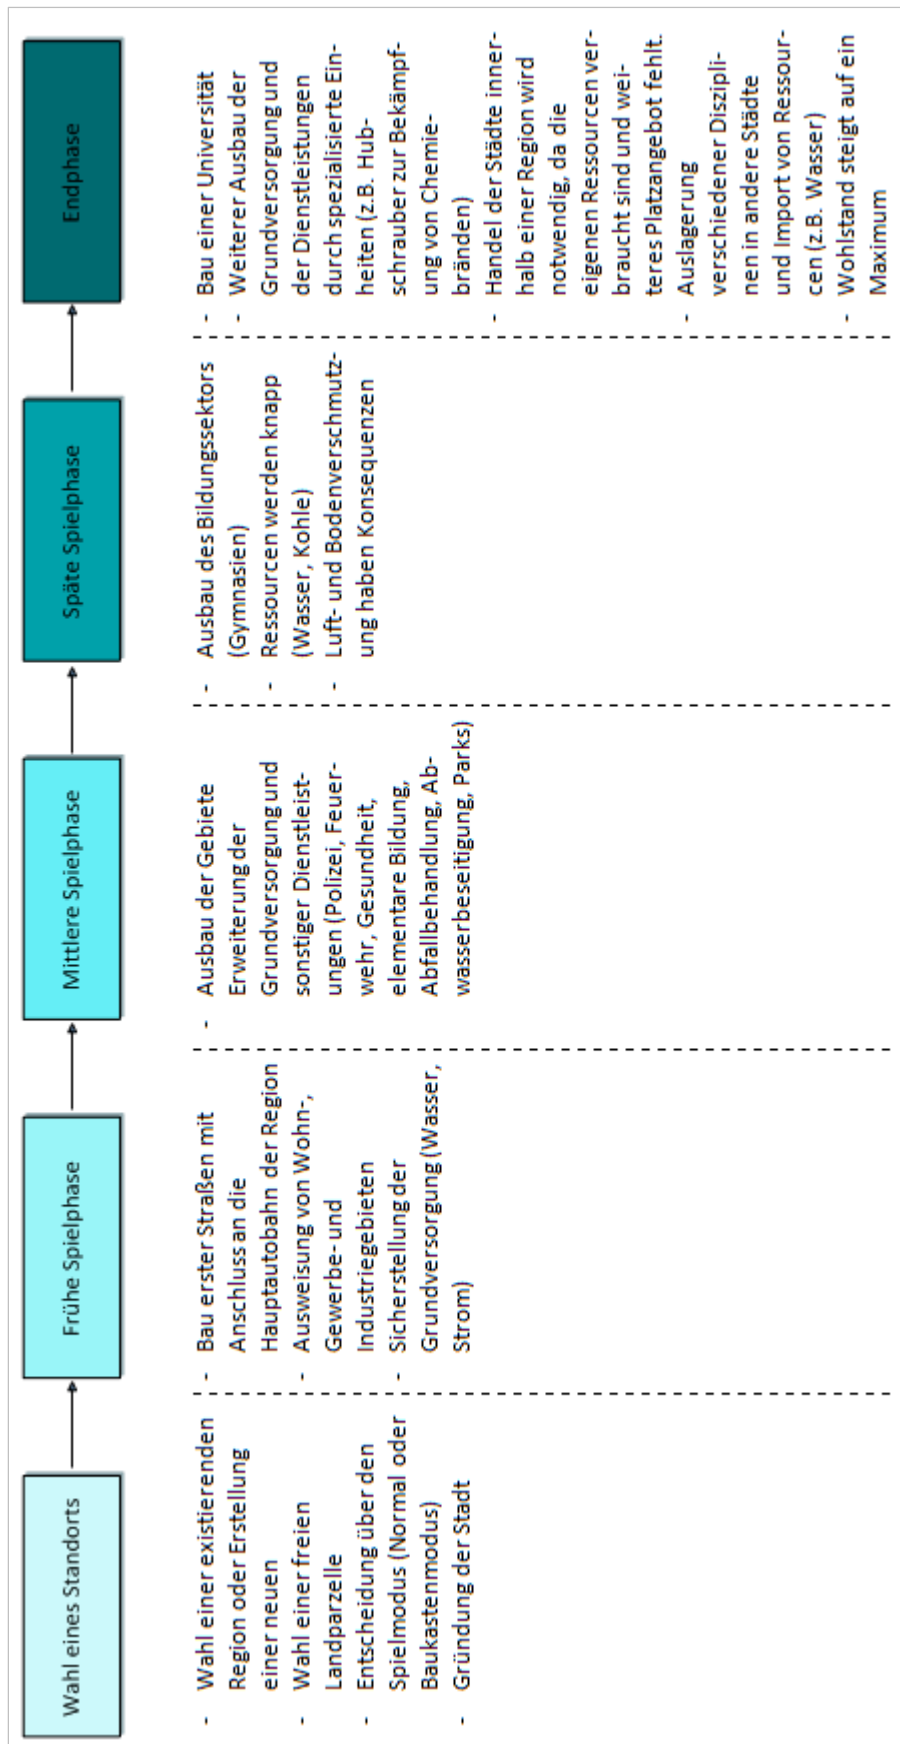 Wahl eines Standorts
- Wahl einer existierenden
Region oder Erstellung
einer neuen
- Wahl einer freien
Landparzelle
- Entscheidung über den
Spielmodus (Normal oder
Baukastenmodus)
- Gründung der Stadt
Frühe Spielphase
- Bau erster Straßen mit
Anschluss an die
Hauptautobahn der Region
- Ausweisung von Wohn-,
Gewerbe- und
Industriegebieten
- Sicherstellung der
Grundversorgung (Wasser,
Strom)
Mittlere Spielphase
- Ausbau der Gebiete
Erweiterung der
Grundversorgung und
sonstiger Dienstleist-
ungen (Polizei, Feuer-
wehr, Gesundheit,
elementare Bildung,
Abfallbehandlung, Ab-
wasserbeseitigung, Parks)
Späte Spielphase
- Ausbau des Bildungssektors
(Gymnasien)
- Ressourcen werden knapp
(Wasser, Kohle)
- Luft- und Bodenverschmutz-
ung haben Konsequenzen
Endphase
- Bau einer Universität
- Weiterer Ausbau der
Grundversorgung und
der Dienstleistungen
durch spezialisierte Ein-
heiten (z.B. Hub-
schrauber zur Bekämpf-
ung von Chemie-
bränden)
- Handel der Städte inner-
halb einer Region wird
notwendig, da die
eigenen Ressourcen ver-
braucht sind und wei-
teres Platzangebot fehlt.
- Auslagerung
verschiedener Diszipli-
nen in andere Städte
und Import von Ressour-
cen (z.B. Wasser)
- Wohlstand steigt auf ein
Maximum